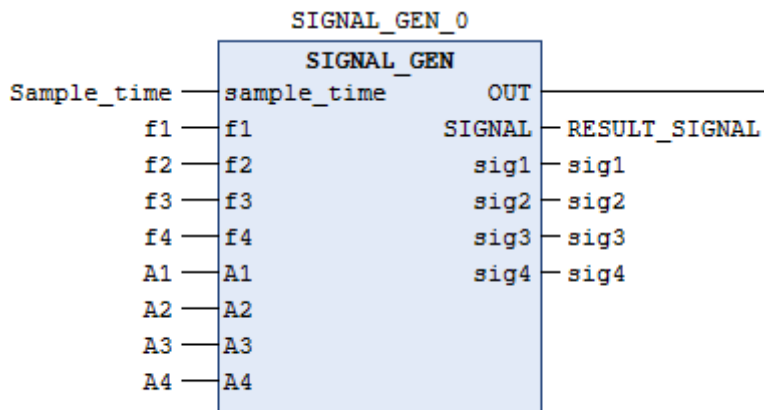 SIGNAL_GEN_0
SIGNAL_GEN
Sample_time sample_time OUT
f1 f1 SIGNAL RESULT_SIGNAL
f2 f2 sig1 sig1
f3 f3 sig2 sig2
f4 f4 sig3 sig3
A1 A1 sig4 sig4
A2 A2
A3 A3
A4 A4